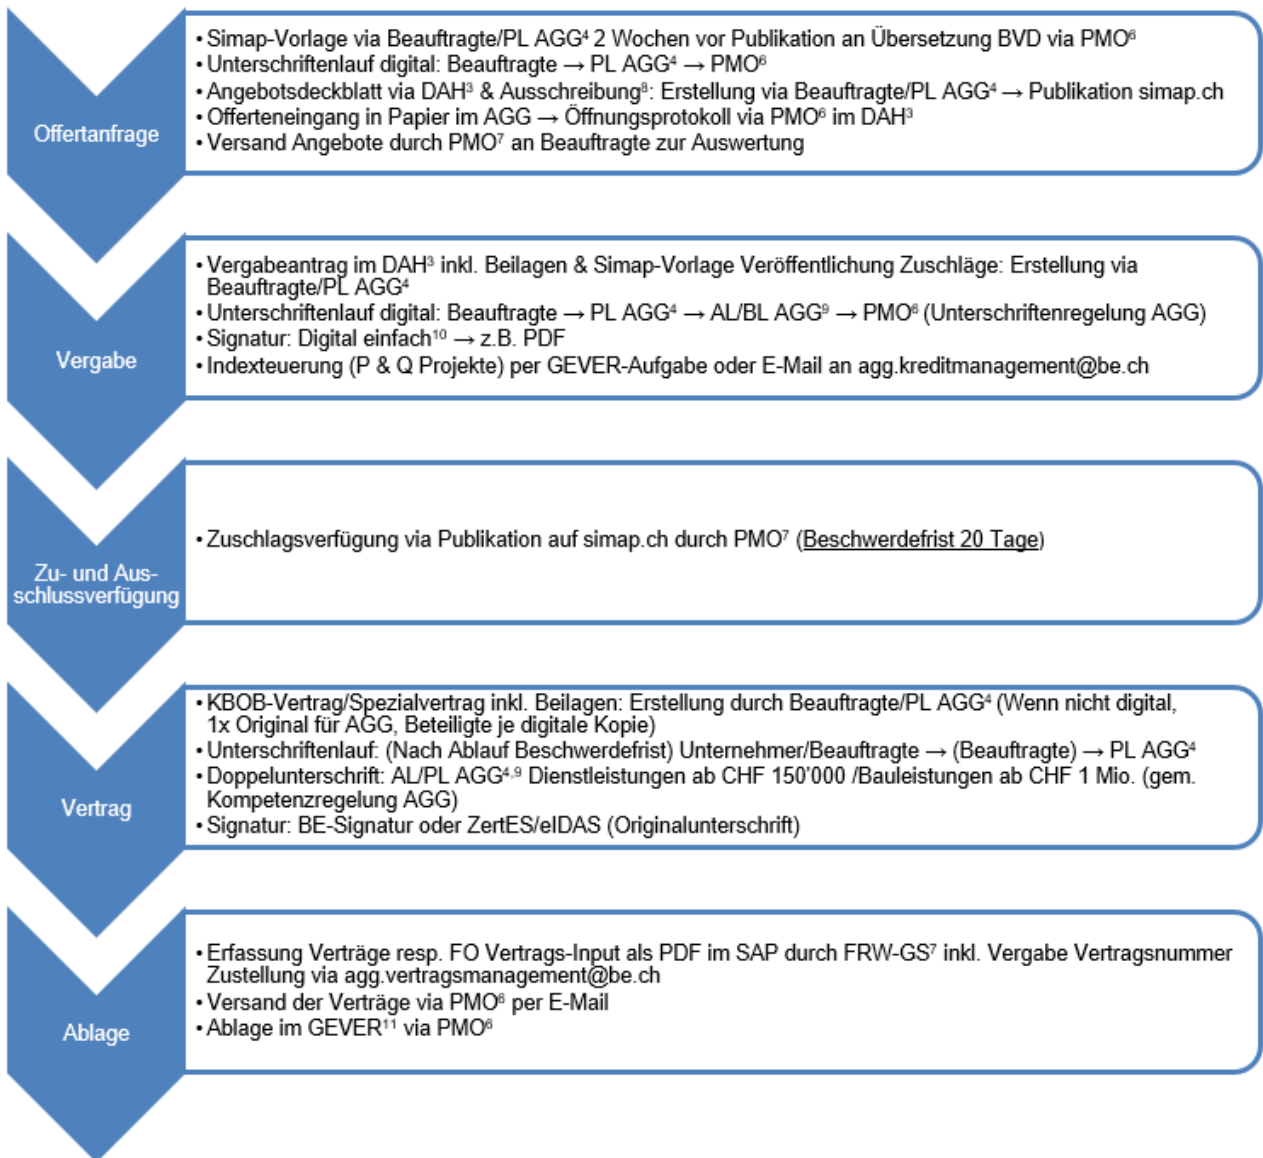 Offertanfrage
• Simap-Vorlage via Beauftragte/PL AGG⁴ 2 Wochen vor Publikation an Übersetzung BVD via PMO⁶
• Unterschriftenlauf digital: Beauftragte → PL AGG⁴ → PMO⁶
• Angebotsdeckblatt via DAH³ & Ausschreibung⁸: Erstellung via Beauftragte/PL AGG⁴ → Publikation simap.ch
• Offerteneingang in Papier im AGG → Öffnungsprotokoll via PMO⁶ im DAH³
• Versand Angebote durch PMO⁷ an Beauftragte zur Auswertung
Vergabe
• Vergabeantrag im DAH³ inkl. Beilagen & Simap-Vorlage Veröffentlichung Zuschläge: Erstellung via
Beauftragte/PL AGG⁴
• Unterschriftenlauf digital: Beauftragte → PL AGG⁴ → AL/BL AGG⁹ → PMO⁶ (Unterschriftenregelung AGG)
• Signatur: Digital einfach¹⁰ → z.B. PDF
• Indexteuerung (P & Q Projekte) per GEVER-Aufgabe oder E-Mail an agg.kreditmanagement@be.ch
Zu- und Aus-
schlussverfügung
• Zuschlagsverfügung via Publikation auf simap.ch durch PMO⁷ (Beschwerdefrist 20 Tage)
Vertrag
• KBOB-Vertrag/Spezialvertrag inkl. Beilagen: Erstellung durch Beauftragte/PL AGG⁴ (Wenn nicht digital,
1x Original für AGG, Beteiligte je digitale Kopie)
• Unterschriftenlauf: (Nach Ablauf Beschwerdefrist) Unternehmer/Beauftragte → (Beauftragte) → PL AGG⁴
• Doppelunterschrift: AL/PL AGG⁴,⁹ Dienstleistungen ab CHF 150'000 /Bauleistungen ab CHF 1 Mio. (gem.
Kompetenzregelung AGG)
• Signatur: BE-Signatur oder ZertES/eIDAS (Originalunterschrift)
Ablage
• Erfassung Verträge resp. FO Vertrags-Input als PDF im SAP durch FRW-GS⁷ inkl. Vergabe Vertragsnummer
Zustellung via agg.vertragsmanagement@be.ch
• Versand der Verträge via PMO⁶ per E-Mail
• Ablage im GEVER¹¹ via PMO⁶